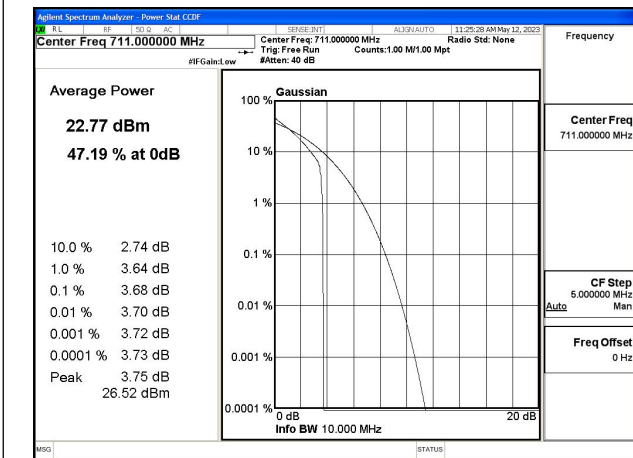 Agilent Spectrum Analyzer - Power Stat CCDF
RL RF 50 Ω AC SENSE:INT ALIGN AUTO 11:25:28 AM May 12, 2023
Center Freq 711.000000 MHz
Center Freq: 711.000000 MHz Radio Std: None
Trig: Free Run Counts:1.00 M/1.00 Mpt
#IFGain:Low #Atten: 40 dB
Frequency
Average Power
22.77 dBm
47.19 % at 0dB
10.0 % 2.74 dB
1.0 % 3.64 dB
0.1 % 3.68 dB
0.01 % 3.70 dB
0.001 % 3.72 dB
0.0001 % 3.73 dB
Peak 3.75 dB
26.52 dBm
Gaussian
100 %
10 %
1 %
0.1 %
0.01 %
0.001 %
0.0001 %
0 dB 20 dB
Info BW 10.000 MHz
Center Freq
711.000000 MHz
CF Step
5.000000 MHz
Auto Man
Freq Offset
0 Hz
MSG STATUS